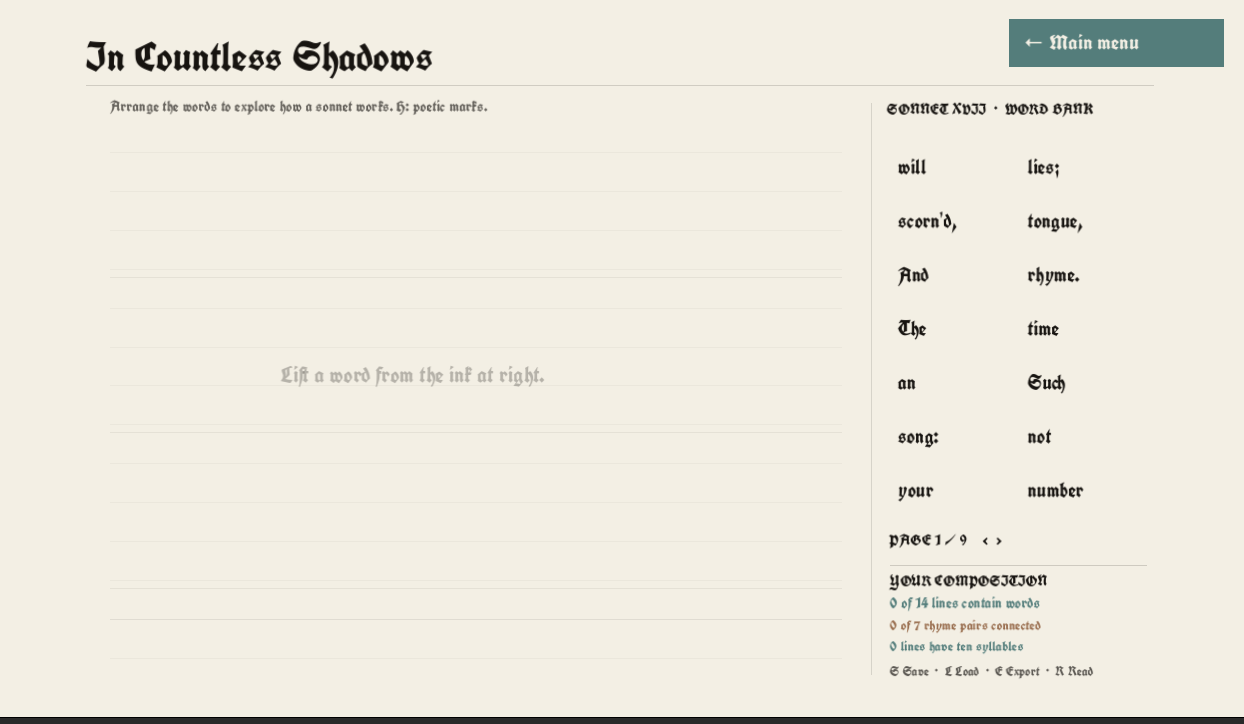 In Countless Shadows
← Main menu
Arrange the words to explore how a sonnet works. H: poetic marks.
SONNET XVII · WORD BANK
will lies;
scorn'd, tongue,
And rhyme.
The time
an Such
song: not
your number
Lift a word from the ink at right.
PAGE 1 / 9 ‹ ›
YOUR COMPOSITION
0 of 14 lines contain words
0 of 7 rhyme pairs connected
0 lines have ten syllables
S Save · L Load · E Export · R Read